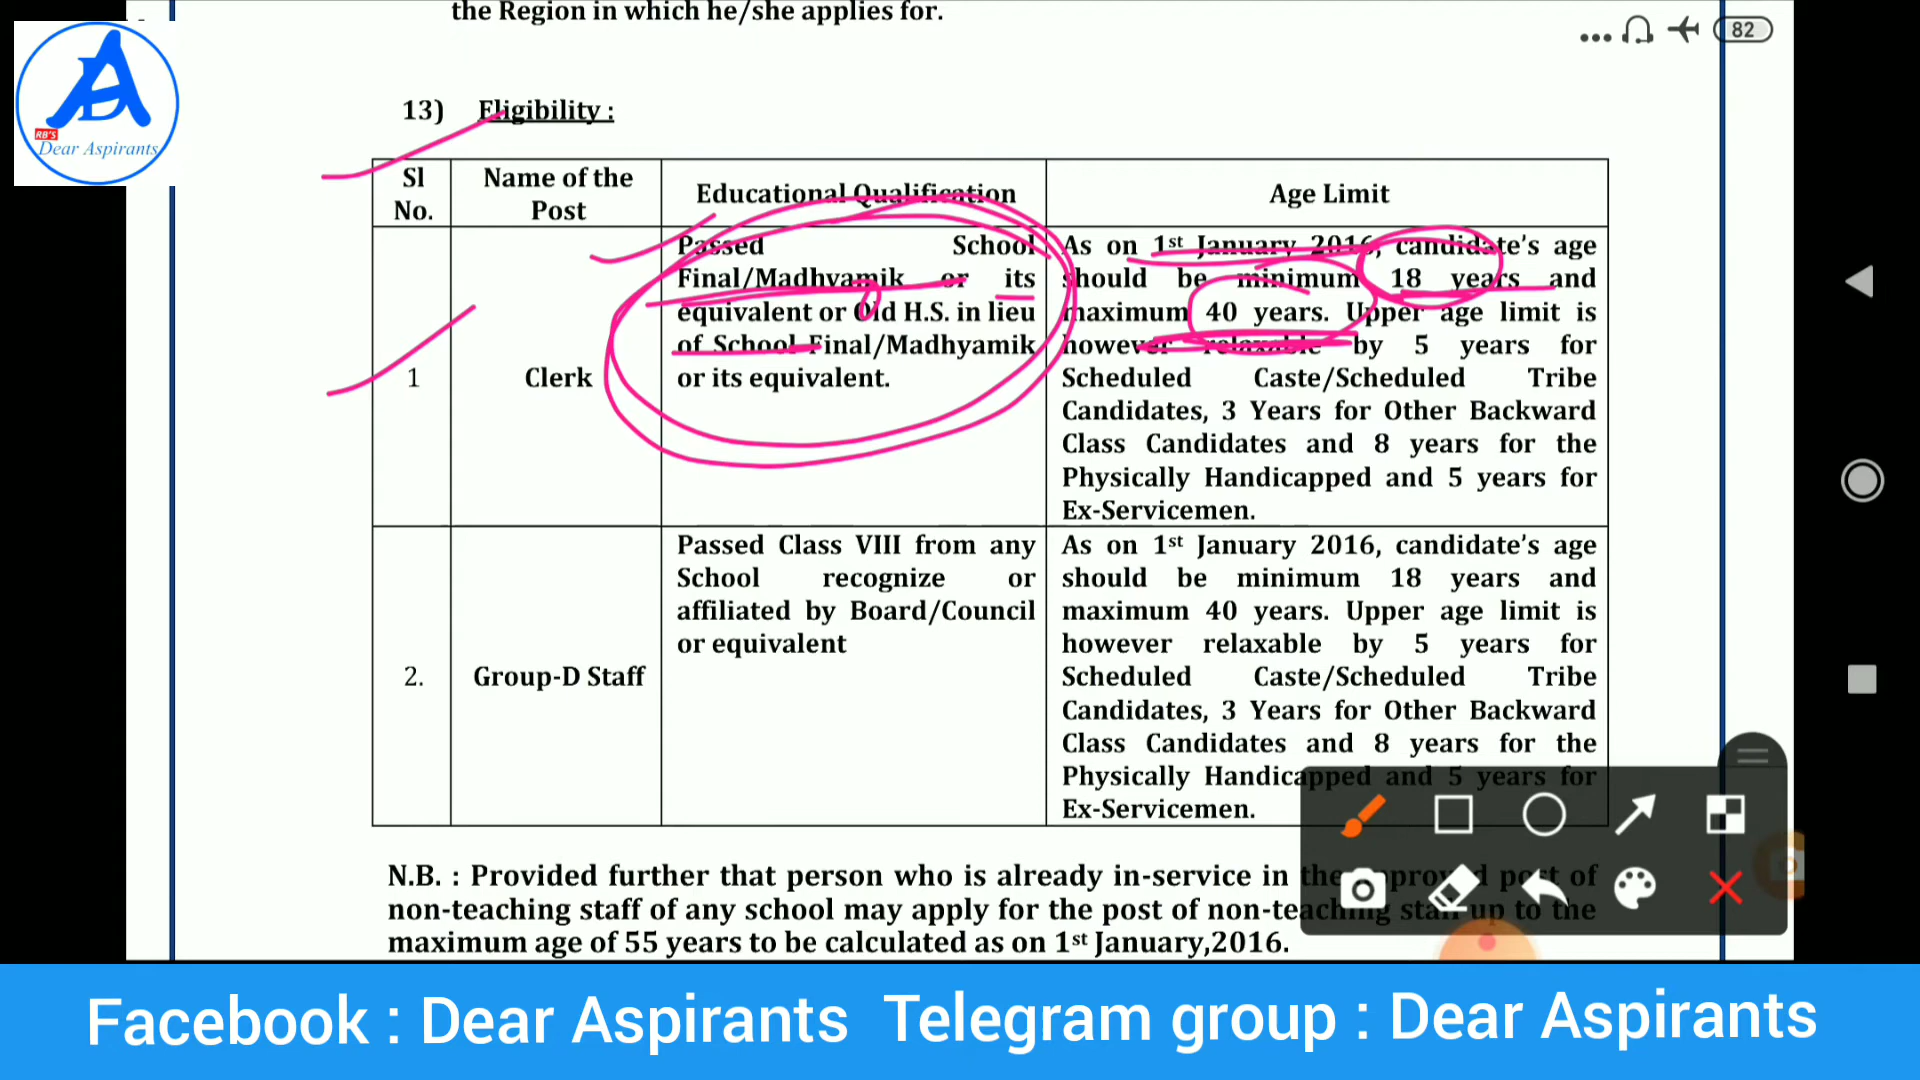 the Region in which he/she applies for.
82
RB'S
Dear Aspirants
13) Eligibility :
Sl No.
Name of the Post
Educational Qualification
Age Limit
1
Clerk
Passed School
Final/Madhyamik or its
equivalent or Old H.S. in lieu
of School Final/Madhyamik
or its equivalent.
As on 1st January 2016, candidate's age
should be minimum 18 years and
maximum 40 years. Upper age limit is
however relaxable by 5 years for
Scheduled Caste/Scheduled Tribe
Candidates, 3 Years for Other Backward
Class Candidates and 8 years for the
Physically Handicapped and 5 years for
Ex-Servicemen.
2.
Group-D Staff
Passed Class VIII from any
School recognize or
affiliated by Board/Council
or equivalent
As on 1st January 2016, candidate's age
should be minimum 18 years and
maximum 40 years. Upper age limit is
however relaxable by 5 years for
Scheduled Caste/Scheduled Tribe
Candidates, 3 Years for Other Backward
Class Candidates and 8 years for the
Physically Handicapped and 5 years for
Ex-Servicemen.
N.B. : Provided further that person who is already in-service in the approved post of
non-teaching staff of any school may apply for the post of non-teaching staff up to the
maximum age of 55 years to be calculated as on 1st January,2016.
Facebook : Dear Aspirants Telegram group : Dear Aspirants